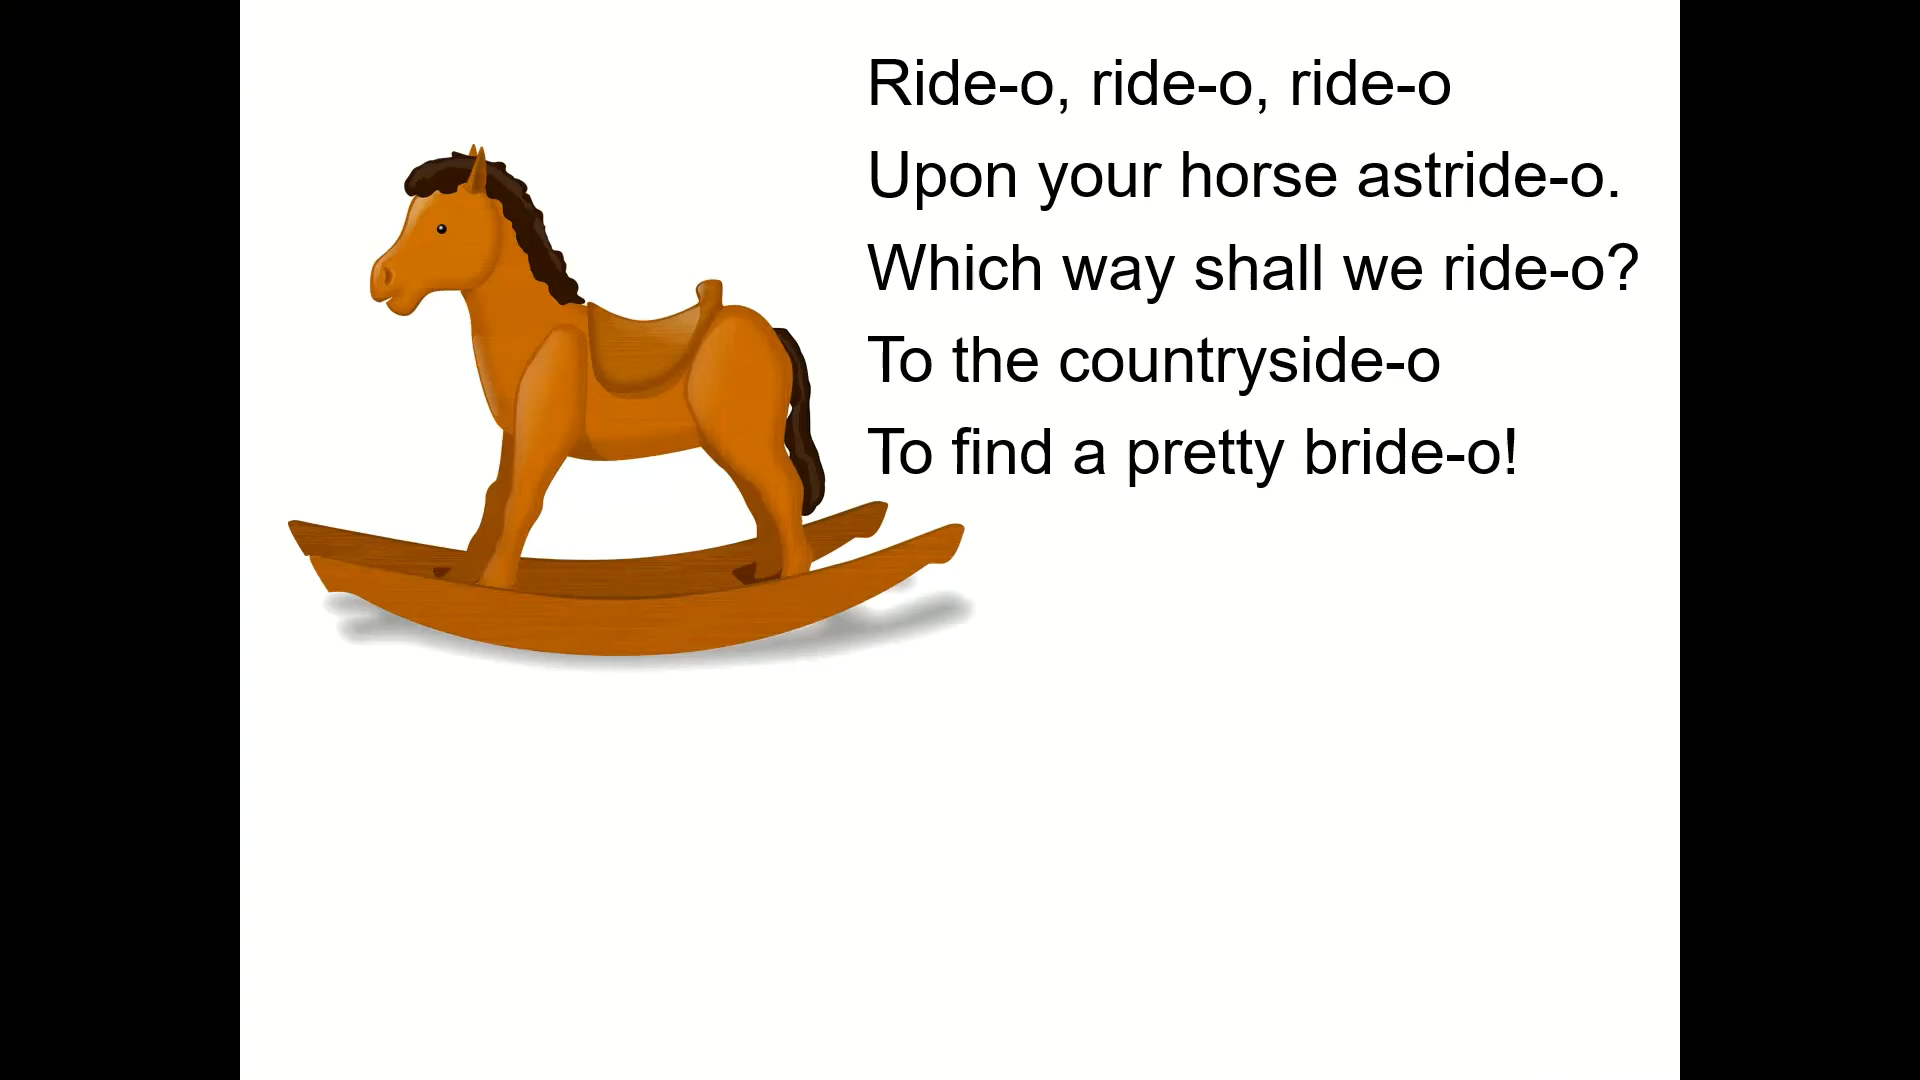 Ride-o, ride-o, ride-o
Upon your horse astride-o.
Which way shall we ride-o?
To the countryside-o
To find a pretty bride-o!